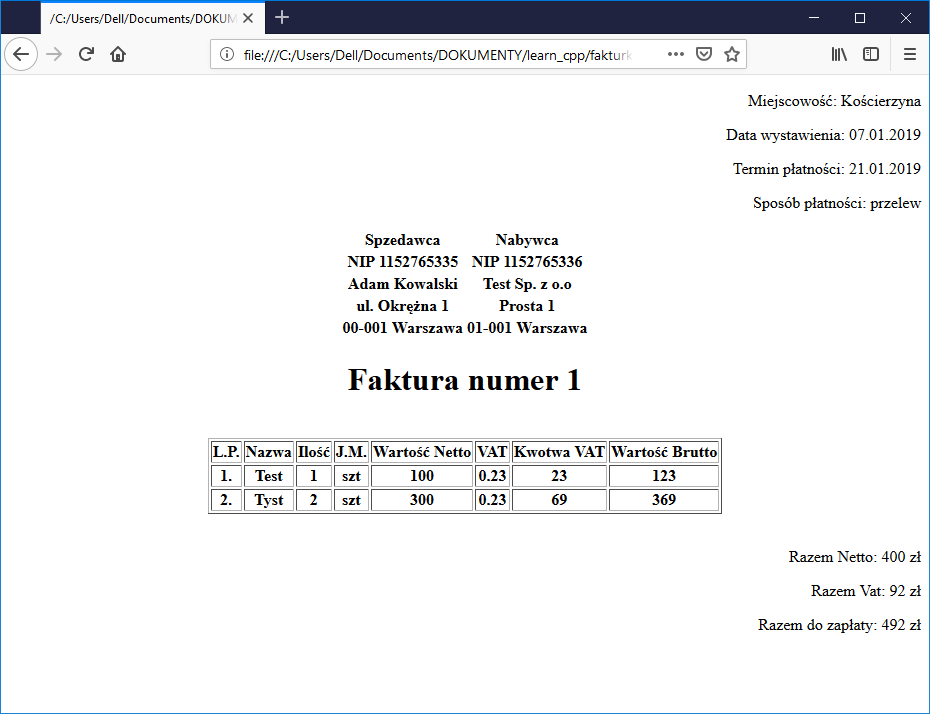 /C:/Users/Dell/Documents/DOKUM
file:///C:/Users/Dell/Documents/DOKUMENTY/learn_cpp/fakturk
Miejscowość: Kościerzyna
Data wystawienia: 07.01.2019
Termin płatności: 21.01.2019
Sposób płatności: przelew
Spzedawca Nabywca
NIP 1152765335 NIP 1152765336
Adam Kowalski Test Sp. z o.o
ul. Okrężna 1 Prosta 1
00-001 Warszawa 01-001 Warszawa
Faktura numer 1
L.P. Nazwa Ilość J.M. Wartość Netto VAT Kwotwa VAT Wartość Brutto
1. Test 1 szt 100 0.23 23 123
2. Tyst 2 szt 300 0.23 69 369
Razem Netto: 400 zł
Razem Vat: 92 zł
Razem do zapłaty: 492 zł